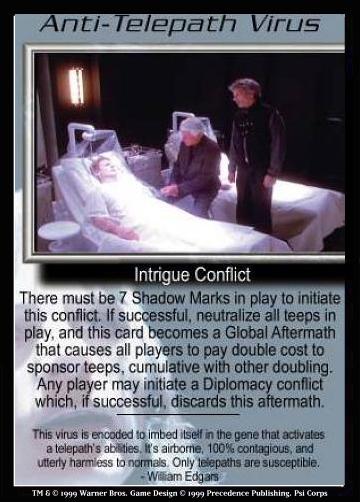 Anti-Telepath Virus
Intrigue Conflict
There must be 7 Shadow Marks in play to initiate
this conflict. If successful, neutralize all teeps in
play, and this card becomes a Global Aftermath
that causes all players to pay double cost to
sponsor teeps, cumulative with other doubling.
Any player may initiate a Diplomacy conflict
which, if successful, discards this aftermath.
This virus is encoded to imbed itself in the gene that activates
a telepath's abilities. It's airborne, 100% contagious, and
utterly harmless to normals. Only telepaths are susceptible.
- William Edgars
TM & © 1999 Warner Bros. Game Design © 1999 Precedence Publishing. Psi Corps